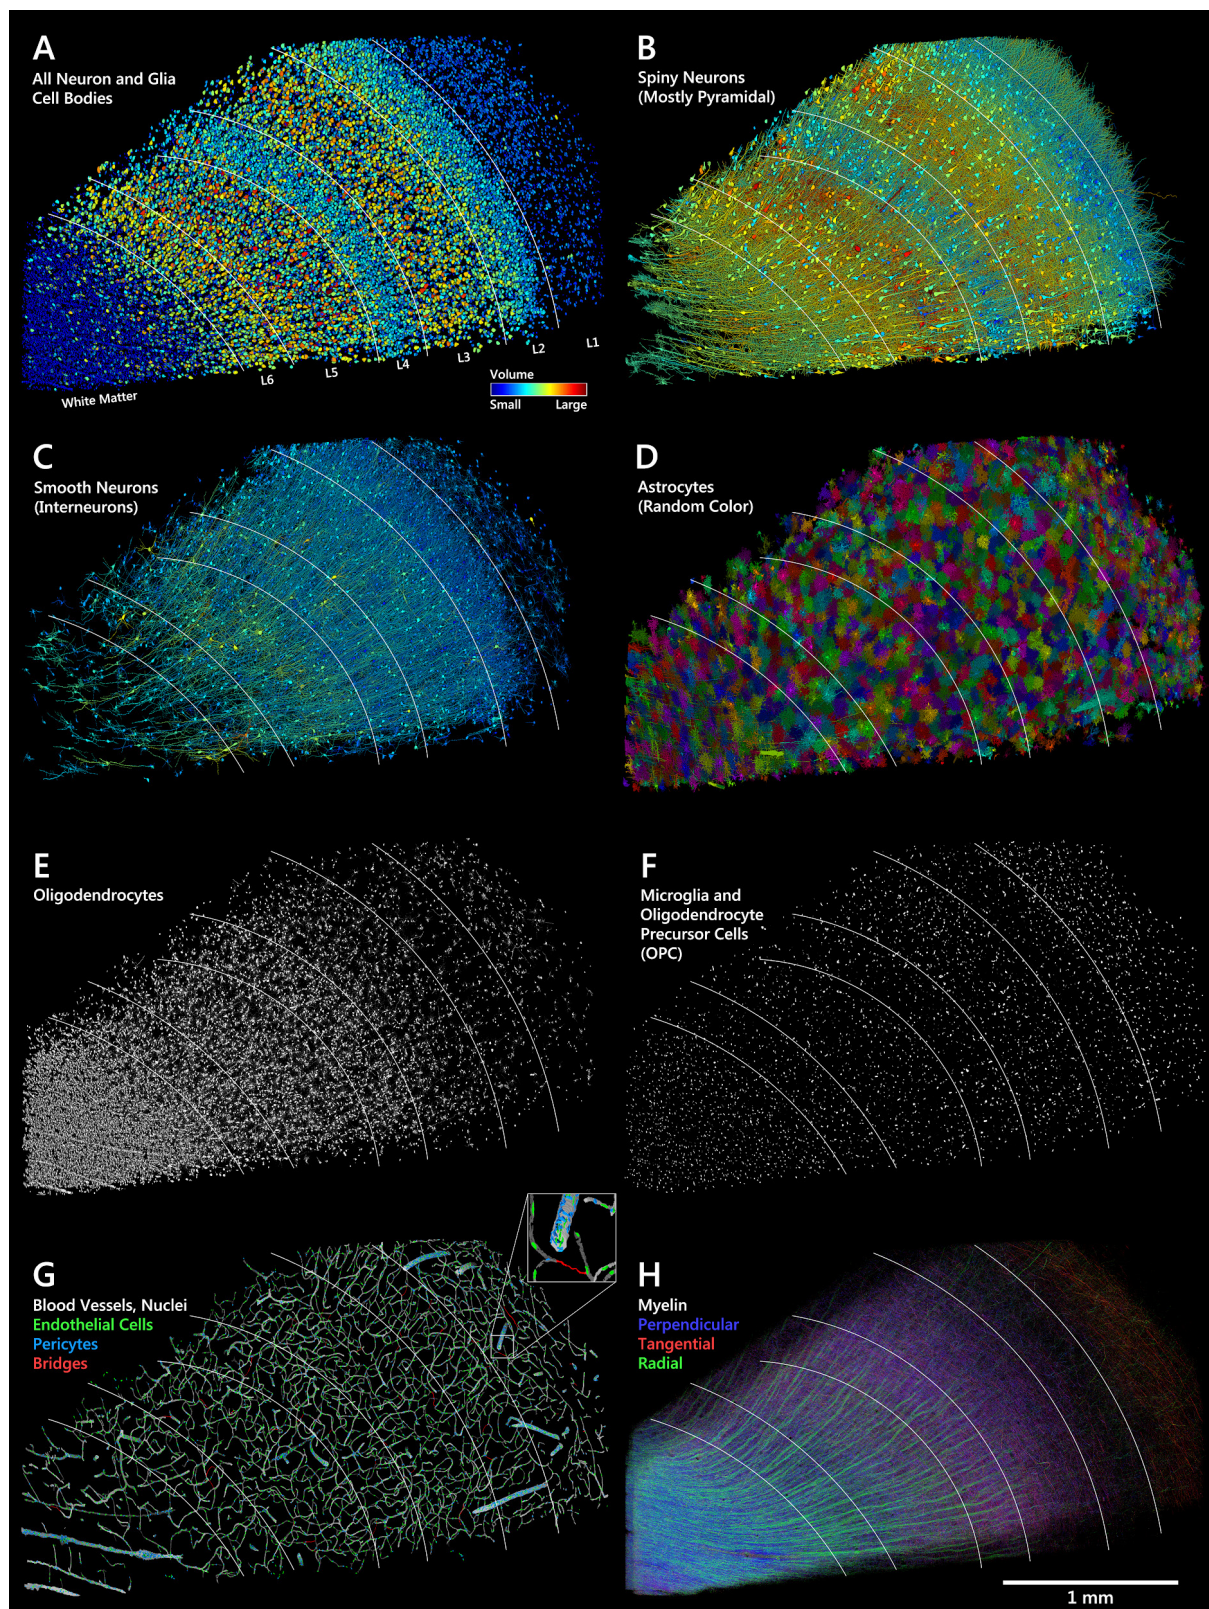 A
All Neuron and Glia
Cell Bodies
White Matter
L6
L5
L4
L3
L2
L1
Volume
Small
Large
B
Spiny Neurons
(Mostly Pyramidal)
C
Smooth Neurons
(Interneurons)
D
Astrocytes
(Random Color)
E
Oligodendrocytes
F
Microglia and
Oligodendrocyte
Precursor Cells
(OPC)
G
Blood Vessels, Nuclei
Endothelial Cells
Pericytes
Bridges
H
Myelin
Perpendicular
Tangential
Radial
1 mm